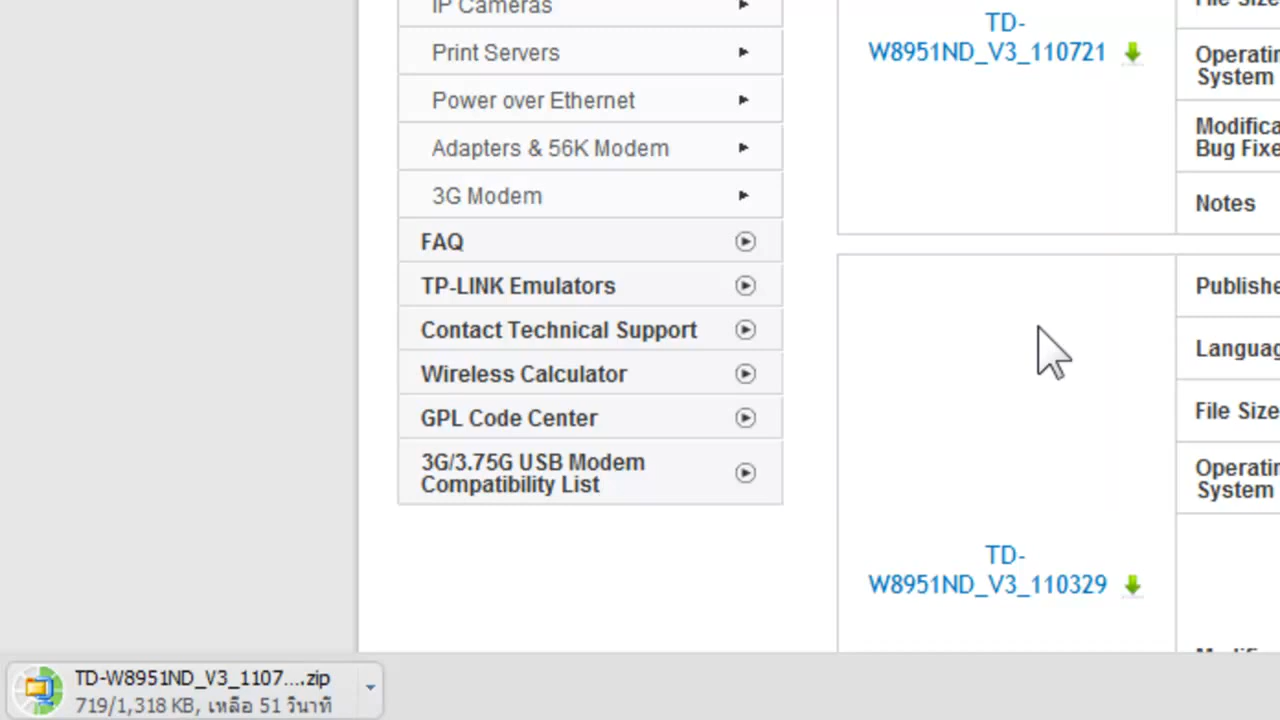 IP Cameras
Print Servers
Power over Ethernet
Adapters & 56K Modem
3G Modem
FAQ
TP-LINK Emulators
Contact Technical Support
Wireless Calculator
GPL Code Center
3G/3.75G USB Modem
Compatibility List
TD-
W8951ND_V3_110721
File Size
Operatin
System
Modifica
Bug Fixe
Notes
TD-
W8951ND_V3_110329
Publishe
Languag
File Size
Operatin
System
TD-W8951ND_V3_1107....zip
719/1,318 KB, เหลือ 51 วินาที